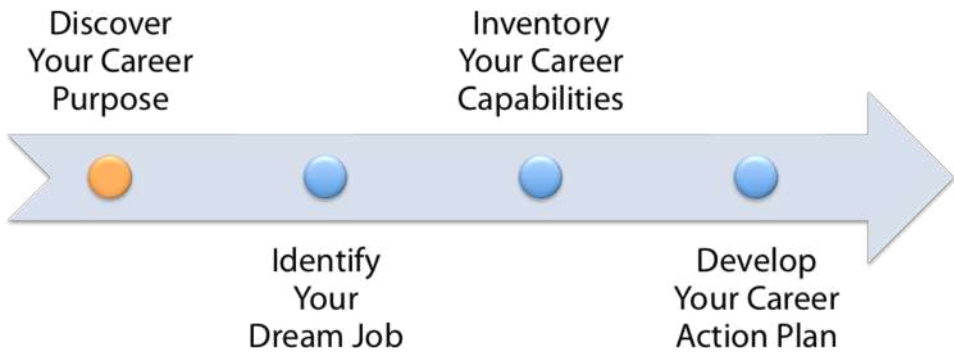 Discover
Your Career
Purpose
Identify
Your
Dream Job
Inventory
Your Career
Capabilities
Develop
Your Career
Action Plan